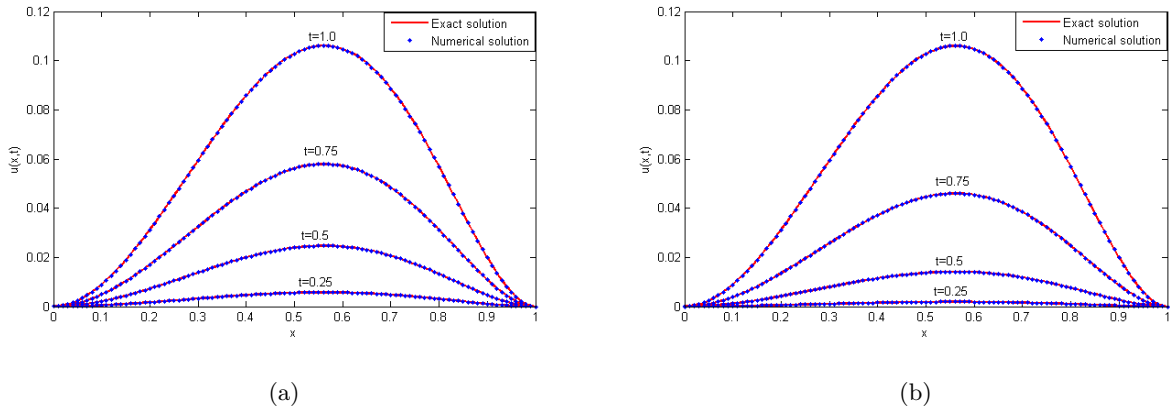 0.12
0.1
0.08
0.06
0.04
0.02
0
u(x,t)
Exact solution
Numerical solution
t=1.0
t=0.75
t=0.5
t=0.25
0 0.1 0.2 0.3 0.4 0.5 0.6 0.7 0.8 0.9 1
x
(a)
0.12
0.1
0.08
0.06
0.04
0.02
0
u(x,t)
Exact solution
Numerical solution
t=1.0
t=0.75
t=0.5
t=0.25
0 0.1 0.2 0.3 0.4 0.5 0.6 0.7 0.8 0.9 1
x
(b)